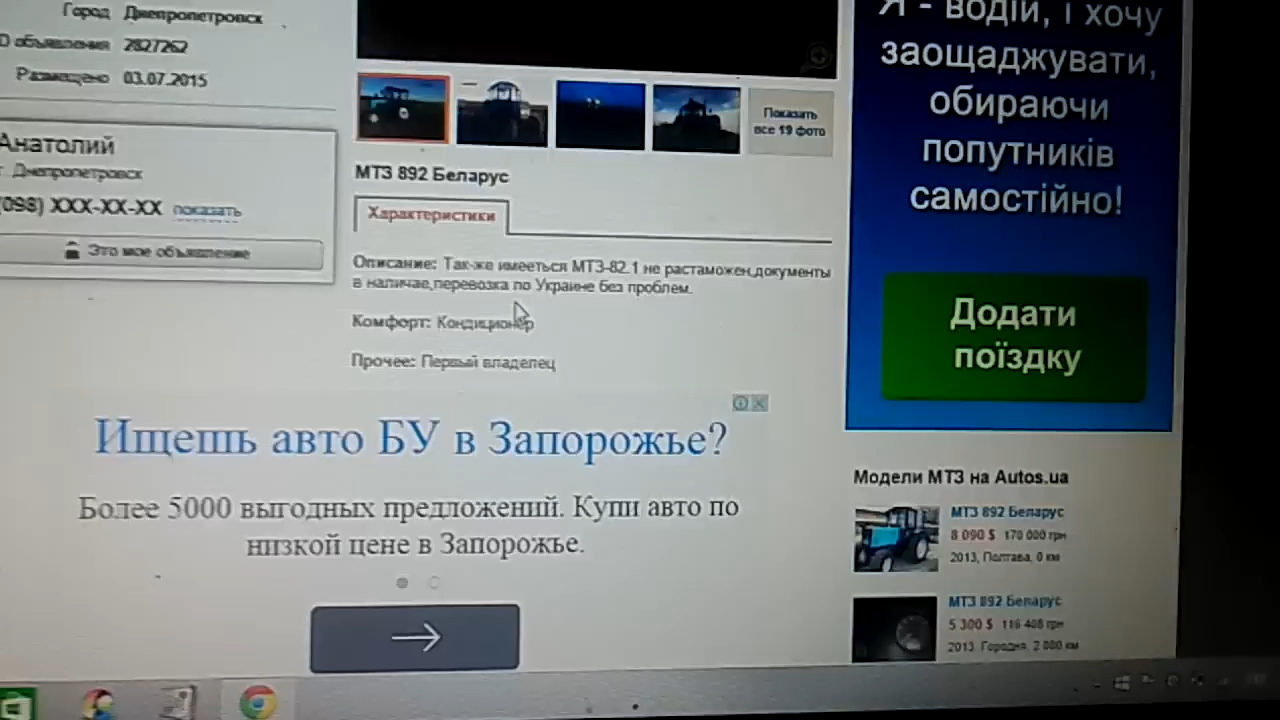 Город Днепропетровск
D объявления 2827262
Размещено 03.07.2015
Анатолий
г. Днепропетровск
(098) XXX-XX-XX показать
Это мое объявление
Показать
все 19 фото
МТЗ 892 Беларус
Характеристики
Описание: Так-же имееться МТЗ-82.1 не растаможен,документы
в наличае,перевозка по Украине без проблем.
Комфорт: Кондиционер
Прочее: Первый владелец
Ищешь авто БУ в Запорожье?
Более 5000 выгодных предложений. Купи авто по
низкой цене в Запорожье.
Я - водій, і хочу
заощаджувати,
обираючи
попутників
самостійно!
Додати
поїздку
Модели МТЗ на Autos.ua
МТЗ 892 Беларус
8 090 $ 170 000 грн
2013, Полтава, 0 км
МТЗ 892 Беларус
5 300 $ 116 408 грн
2013, Городня, 2 000 км